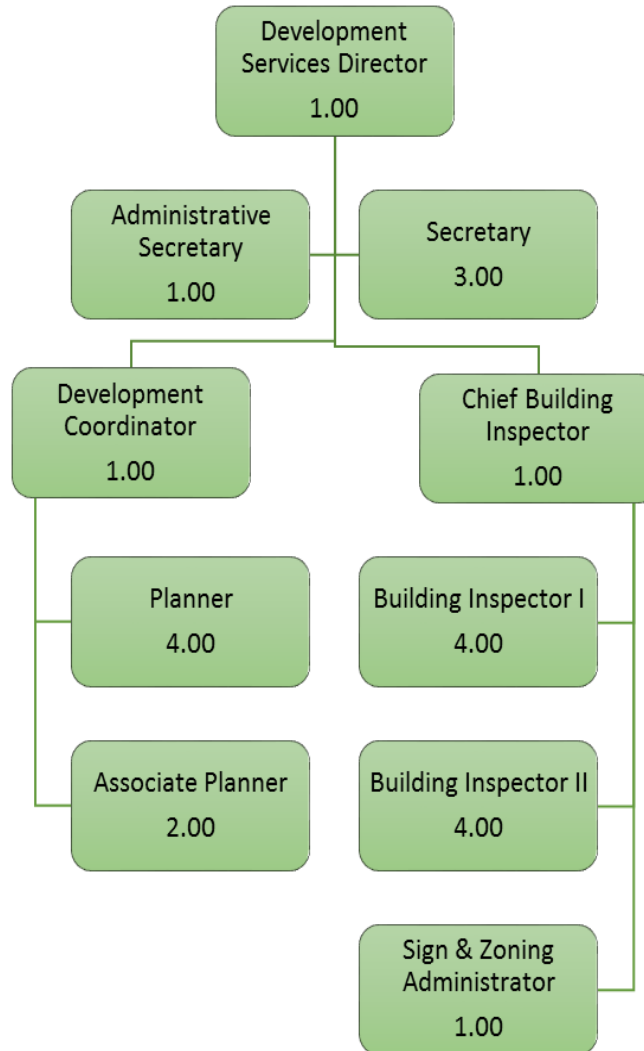 Development
Services Director
1.00
Administrative
Secretary
1.00
Secretary
3.00
Development
Coordinator
1.00
Chief Building
Inspector
1.00
Planner
4.00
Building Inspector I
4.00
Associate Planner
2.00
Building Inspector II
4.00
Sign & Zoning
Administrator
1.00